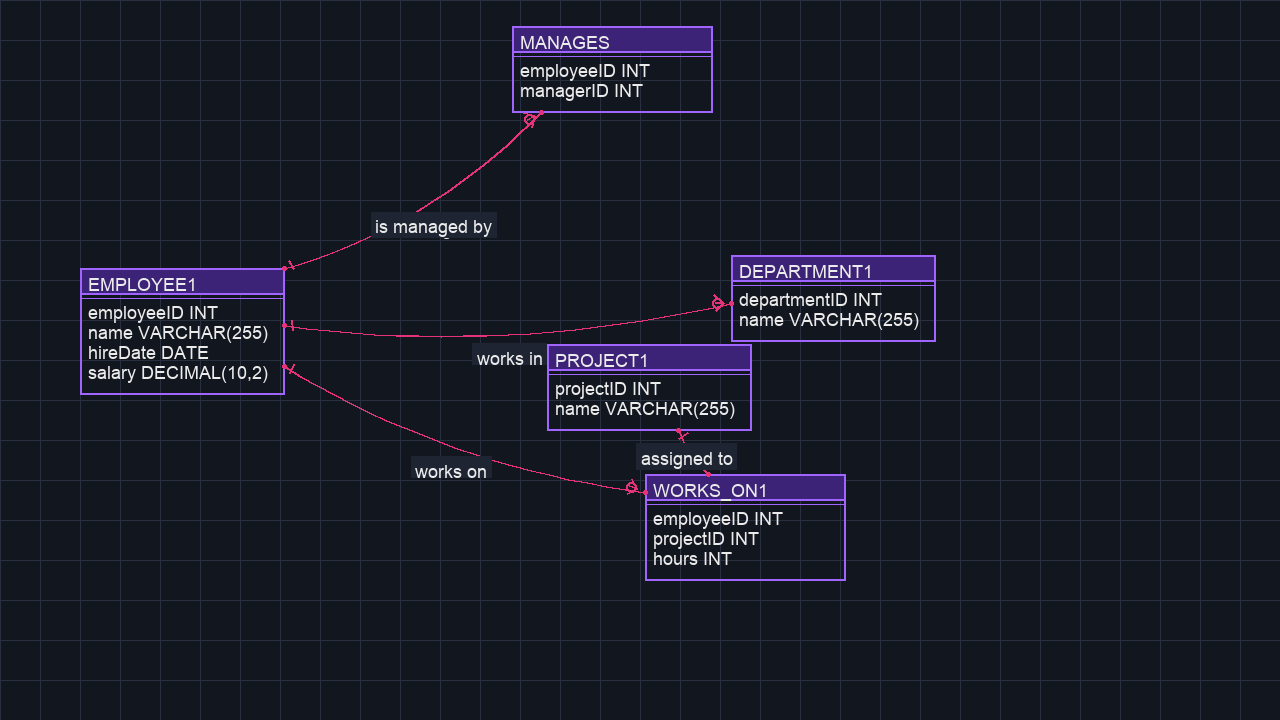 MANAGES
employeeID INT
managerID INT
is managed by
EMPLOYEE1
employeeID INT
name VARCHAR(255)
hireDate DATE
salary DECIMAL(10,2)
DEPARTMENT1
departmentID INT
name VARCHAR(255)
works in
PROJECT1
projectID INT
name VARCHAR(255)
assigned to
works on
WORKS_ON1
employeeID INT
projectID INT
hours INT